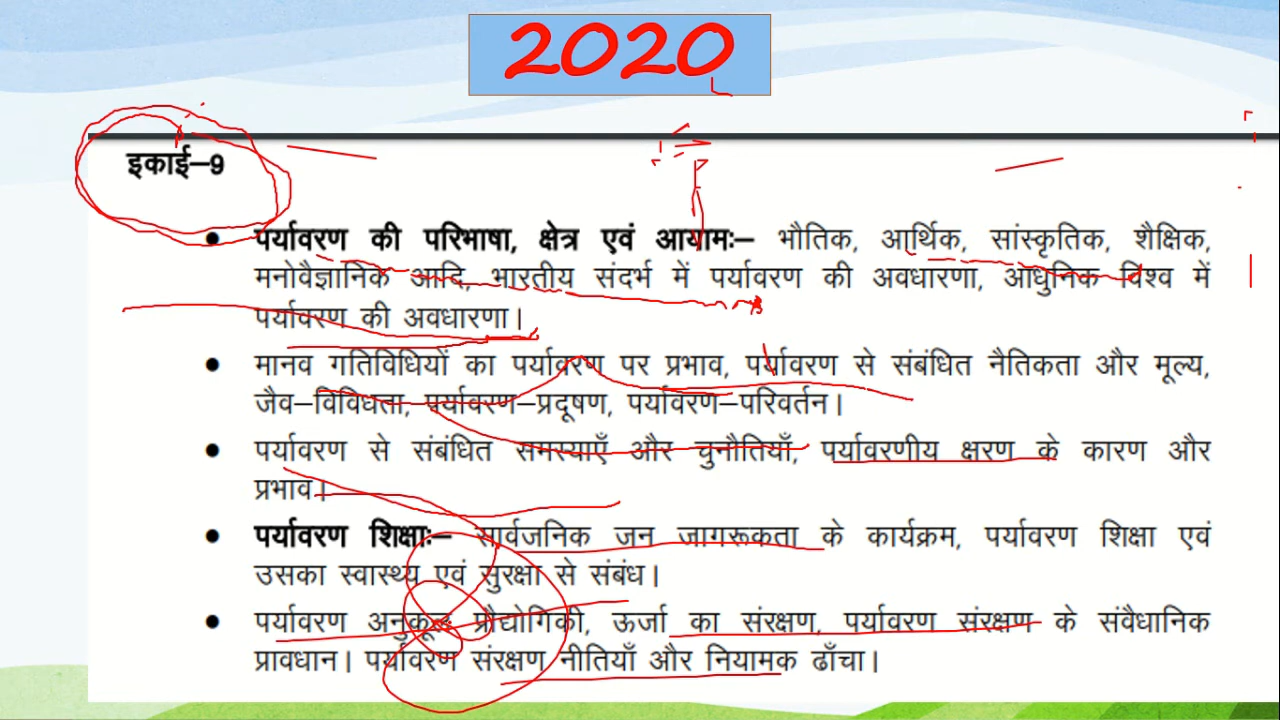 2020
इकाई–9
● पर्यावरण की परिभाषा, क्षेत्र एवं आयामः– भौतिक, आर्थिक, सांस्कृतिक, शैक्षिक,
मनोवैज्ञानिक आदि, भारतीय संदर्भ में पर्यावरण की अवधारणा, आधुनिक विश्व में
पर्यावरण की अवधारणा।
● मानव गतिविधियों का पर्यावरण पर प्रभाव, पर्यावरण से संबंधित नैतिकता और मूल्य,
जैव–विविधता, पर्यावरण–प्रदूषण, पर्यावरण–परिवर्तन।
● पर्यावरण से संबंधित समस्याएँ और चुनौतियाँ, पर्यावरणीय क्षरण के कारण और
प्रभाव।
● पर्यावरण शिक्षाः– सार्वजनिक जन जागरूकता के कार्यक्रम, पर्यावरण शिक्षा एवं
उसका स्वास्थ्य एवं सुरक्षा से संबंध।
● पर्यावरण अनुकूल प्रौद्योगिकी, ऊर्जा का संरक्षण, पर्यावरण संरक्षण के संवैधानिक
प्रावधान। पर्यावरण संरक्षण नीतियाँ और नियामक ढाँचा।